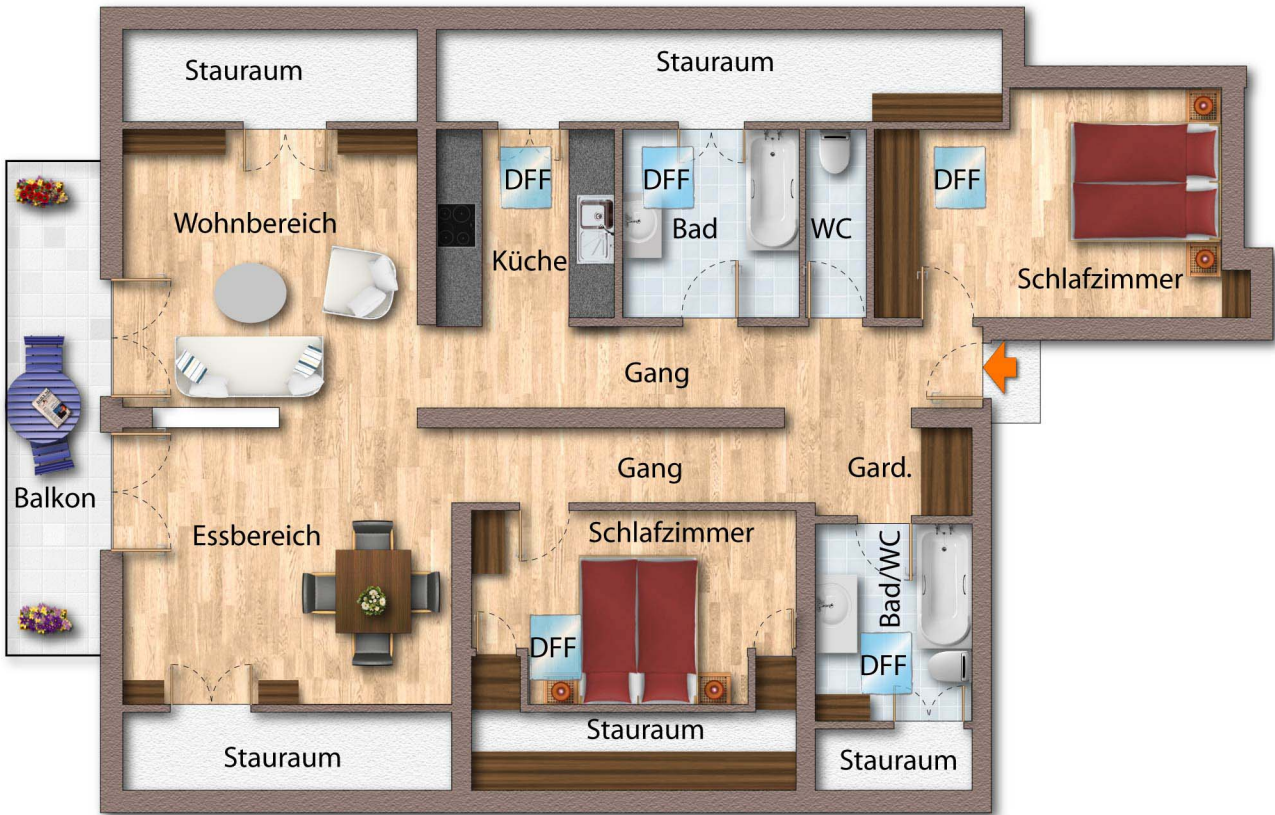 Stauraum
Stauraum
DFF
DFF
DFF
Wohnbereich
Bad
WC
Küche
Schlafzimmer
Gang
Gang
Gard.
Balkon
Essbereich
Schlafzimmer
Bad/WC
DFF
DFF
Stauraum
Stauraum
Stauraum